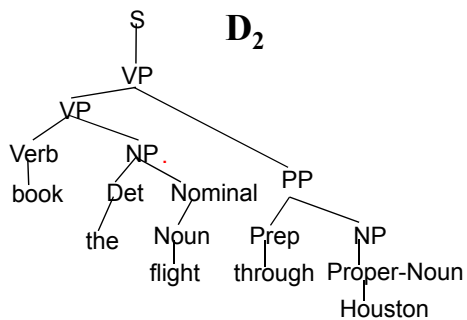 S
D₂
VP
VP
Verb NP PP
book Det Nominal
the Noun Prep NP
flight through Proper-Noun
Houston